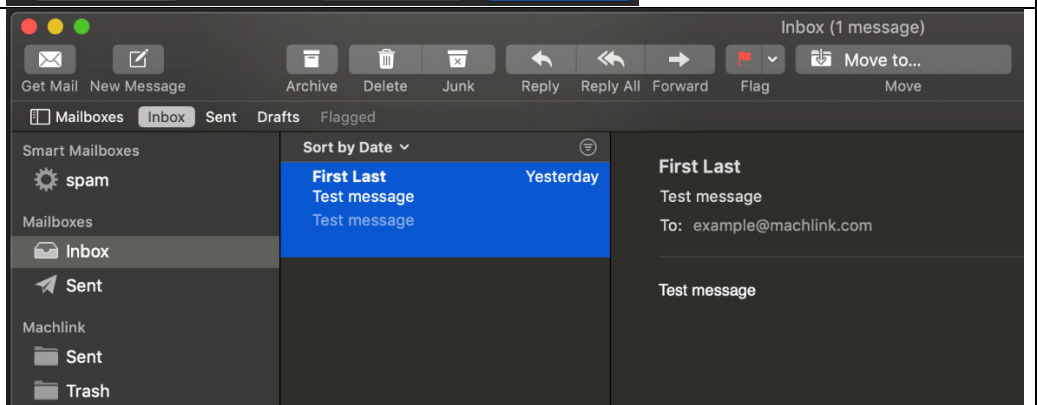 Inbox (1 message)
Move to...
Get Mail New Message Archive Delete Junk Reply Reply All Forward Flag Move
Mailboxes Inbox Sent Drafts Flagged
Smart Mailboxes
spam
Mailboxes
Inbox
Sent
Machlink
Sent
Trash
Sort by Date
First Last Yesterday
Test message
Test message
First Last
Test message
To: example@machlink.com
Test message